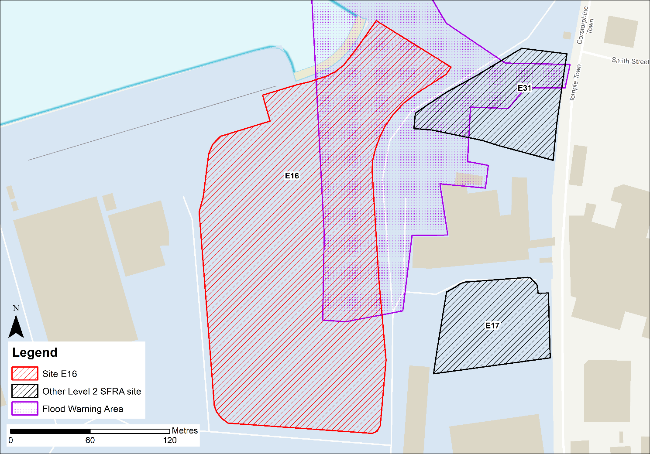 Smith Street
E31
E16
E17
N
Legend
Site E16
Other Level 2 SFRA site
Flood Warning Area
Metres
0 60 120